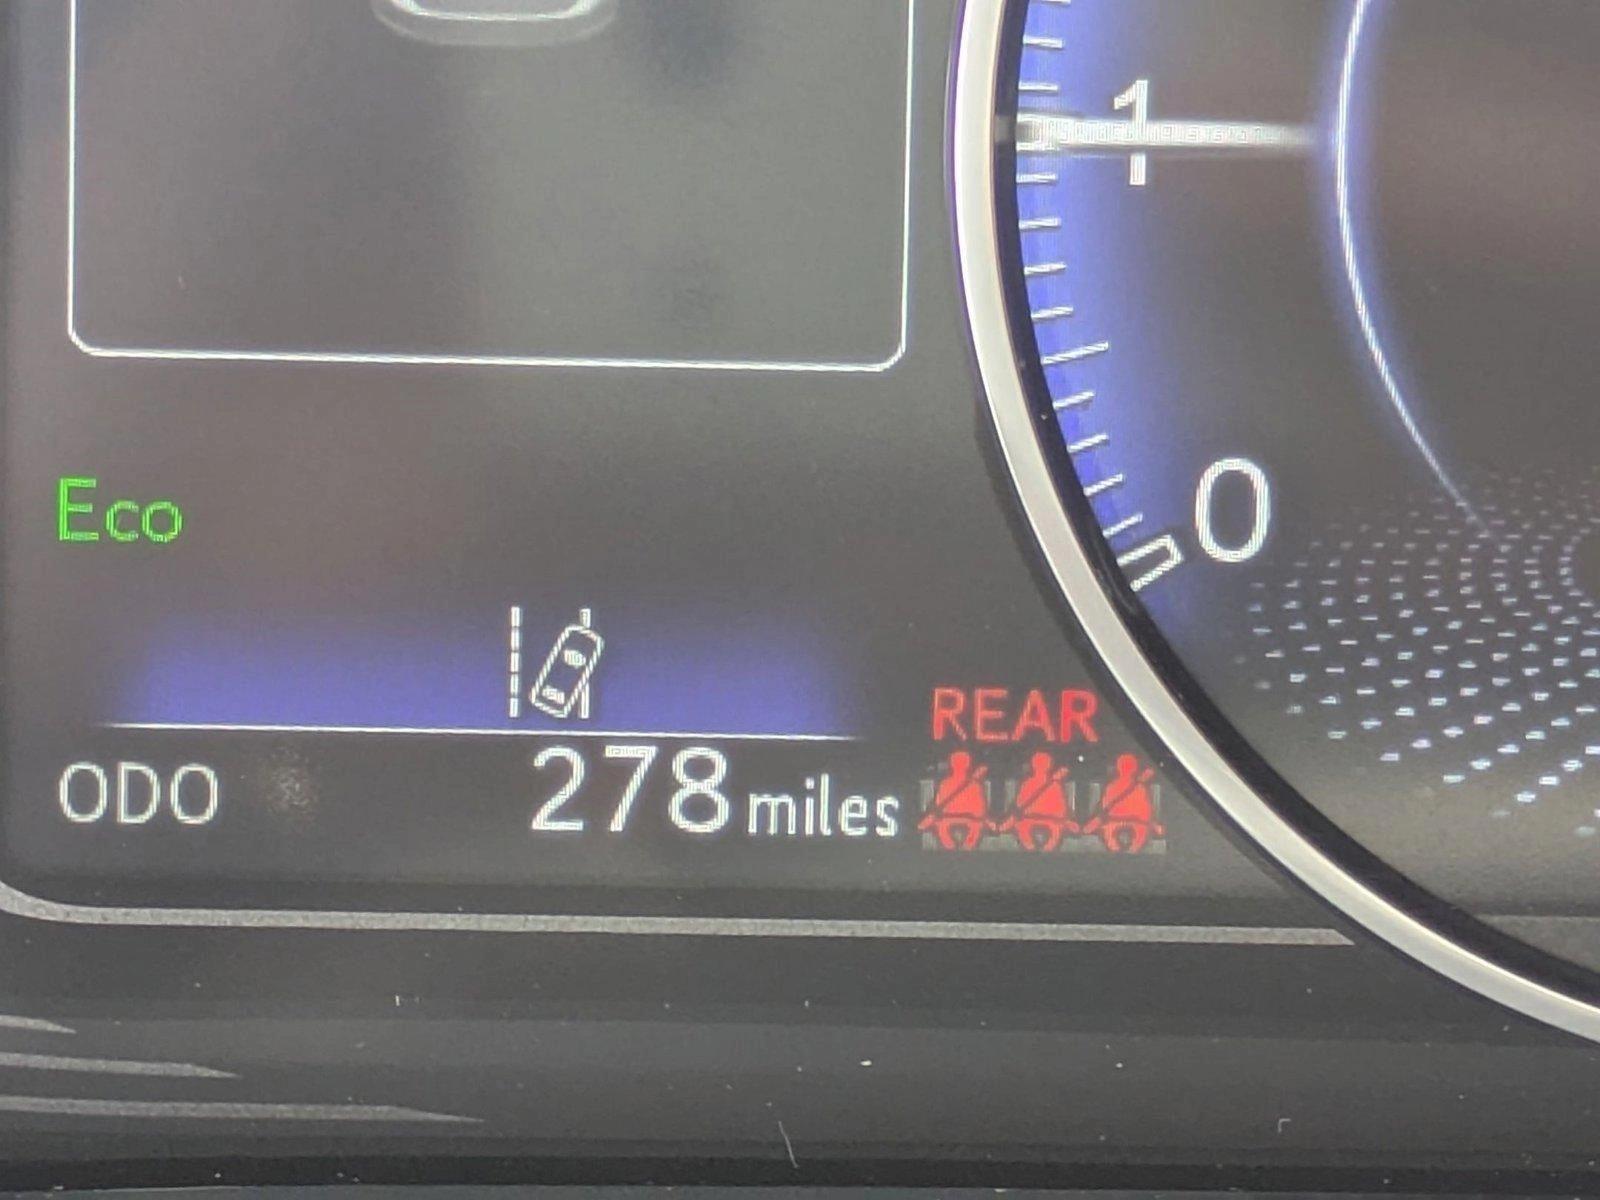 1
0
Eco
REAR
ODO 278 miles